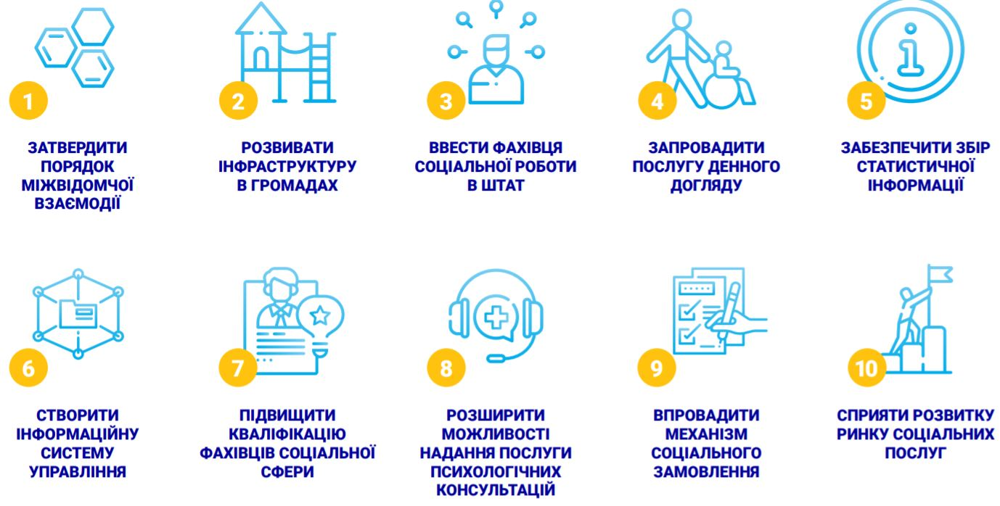 1
ЗАТВЕРДИТИ
ПОРЯДОК
МІЖВІДОМЧОЇ
ВЗАЄМОДІЇ
2
РОЗВИВАТИ
ІНФРАСТРУКТУРУ
В ГРОМАДАХ
3
ВВЕСТИ ФАХІВЦЯ
СОЦІАЛЬНОЇ РОБОТИ
В ШТАТ
4
ЗАПРОВАДИТИ
ПОСЛУГУ ДЕННОГО
ДОГЛЯДУ
5
ЗАБЕЗПЕЧИТИ ЗБІР
СТАТИСТИЧНОЇ
ІНФОРМАЦІЇ
6
СТВОРИТИ
ІНФОРМАЦІЙНУ
СИСТЕМУ
УПРАВЛІННЯ
7
ПІДВИЩИТИ
КВАЛІФІКАЦІЮ
ФАХІВЦІВ СОЦІАЛЬНОЇ
СФЕРИ
8
РОЗШИРИТИ
МОЖЛИВОСТІ
НАДАННЯ ПОСЛУГИ
ПСИХОЛОГІЧНИХ
КОНСУЛЬТАЦІЙ
9
ВПРОВАДИТИ
МЕХАНІЗМ
СОЦІАЛЬНОГО
ЗАМОВЛЕННЯ
10
СПРИЯТИ РОЗВИТКУ
РИНКУ СОЦІАЛЬНИХ
ПОСЛУГ